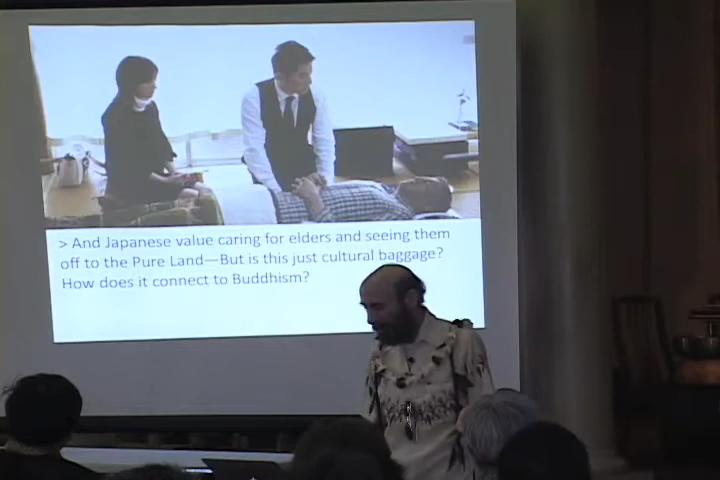 > And Japanese value caring for elders and seeing them
off to the Pure Land—But is this just cultural baggage?
How does it connect to Buddhism?